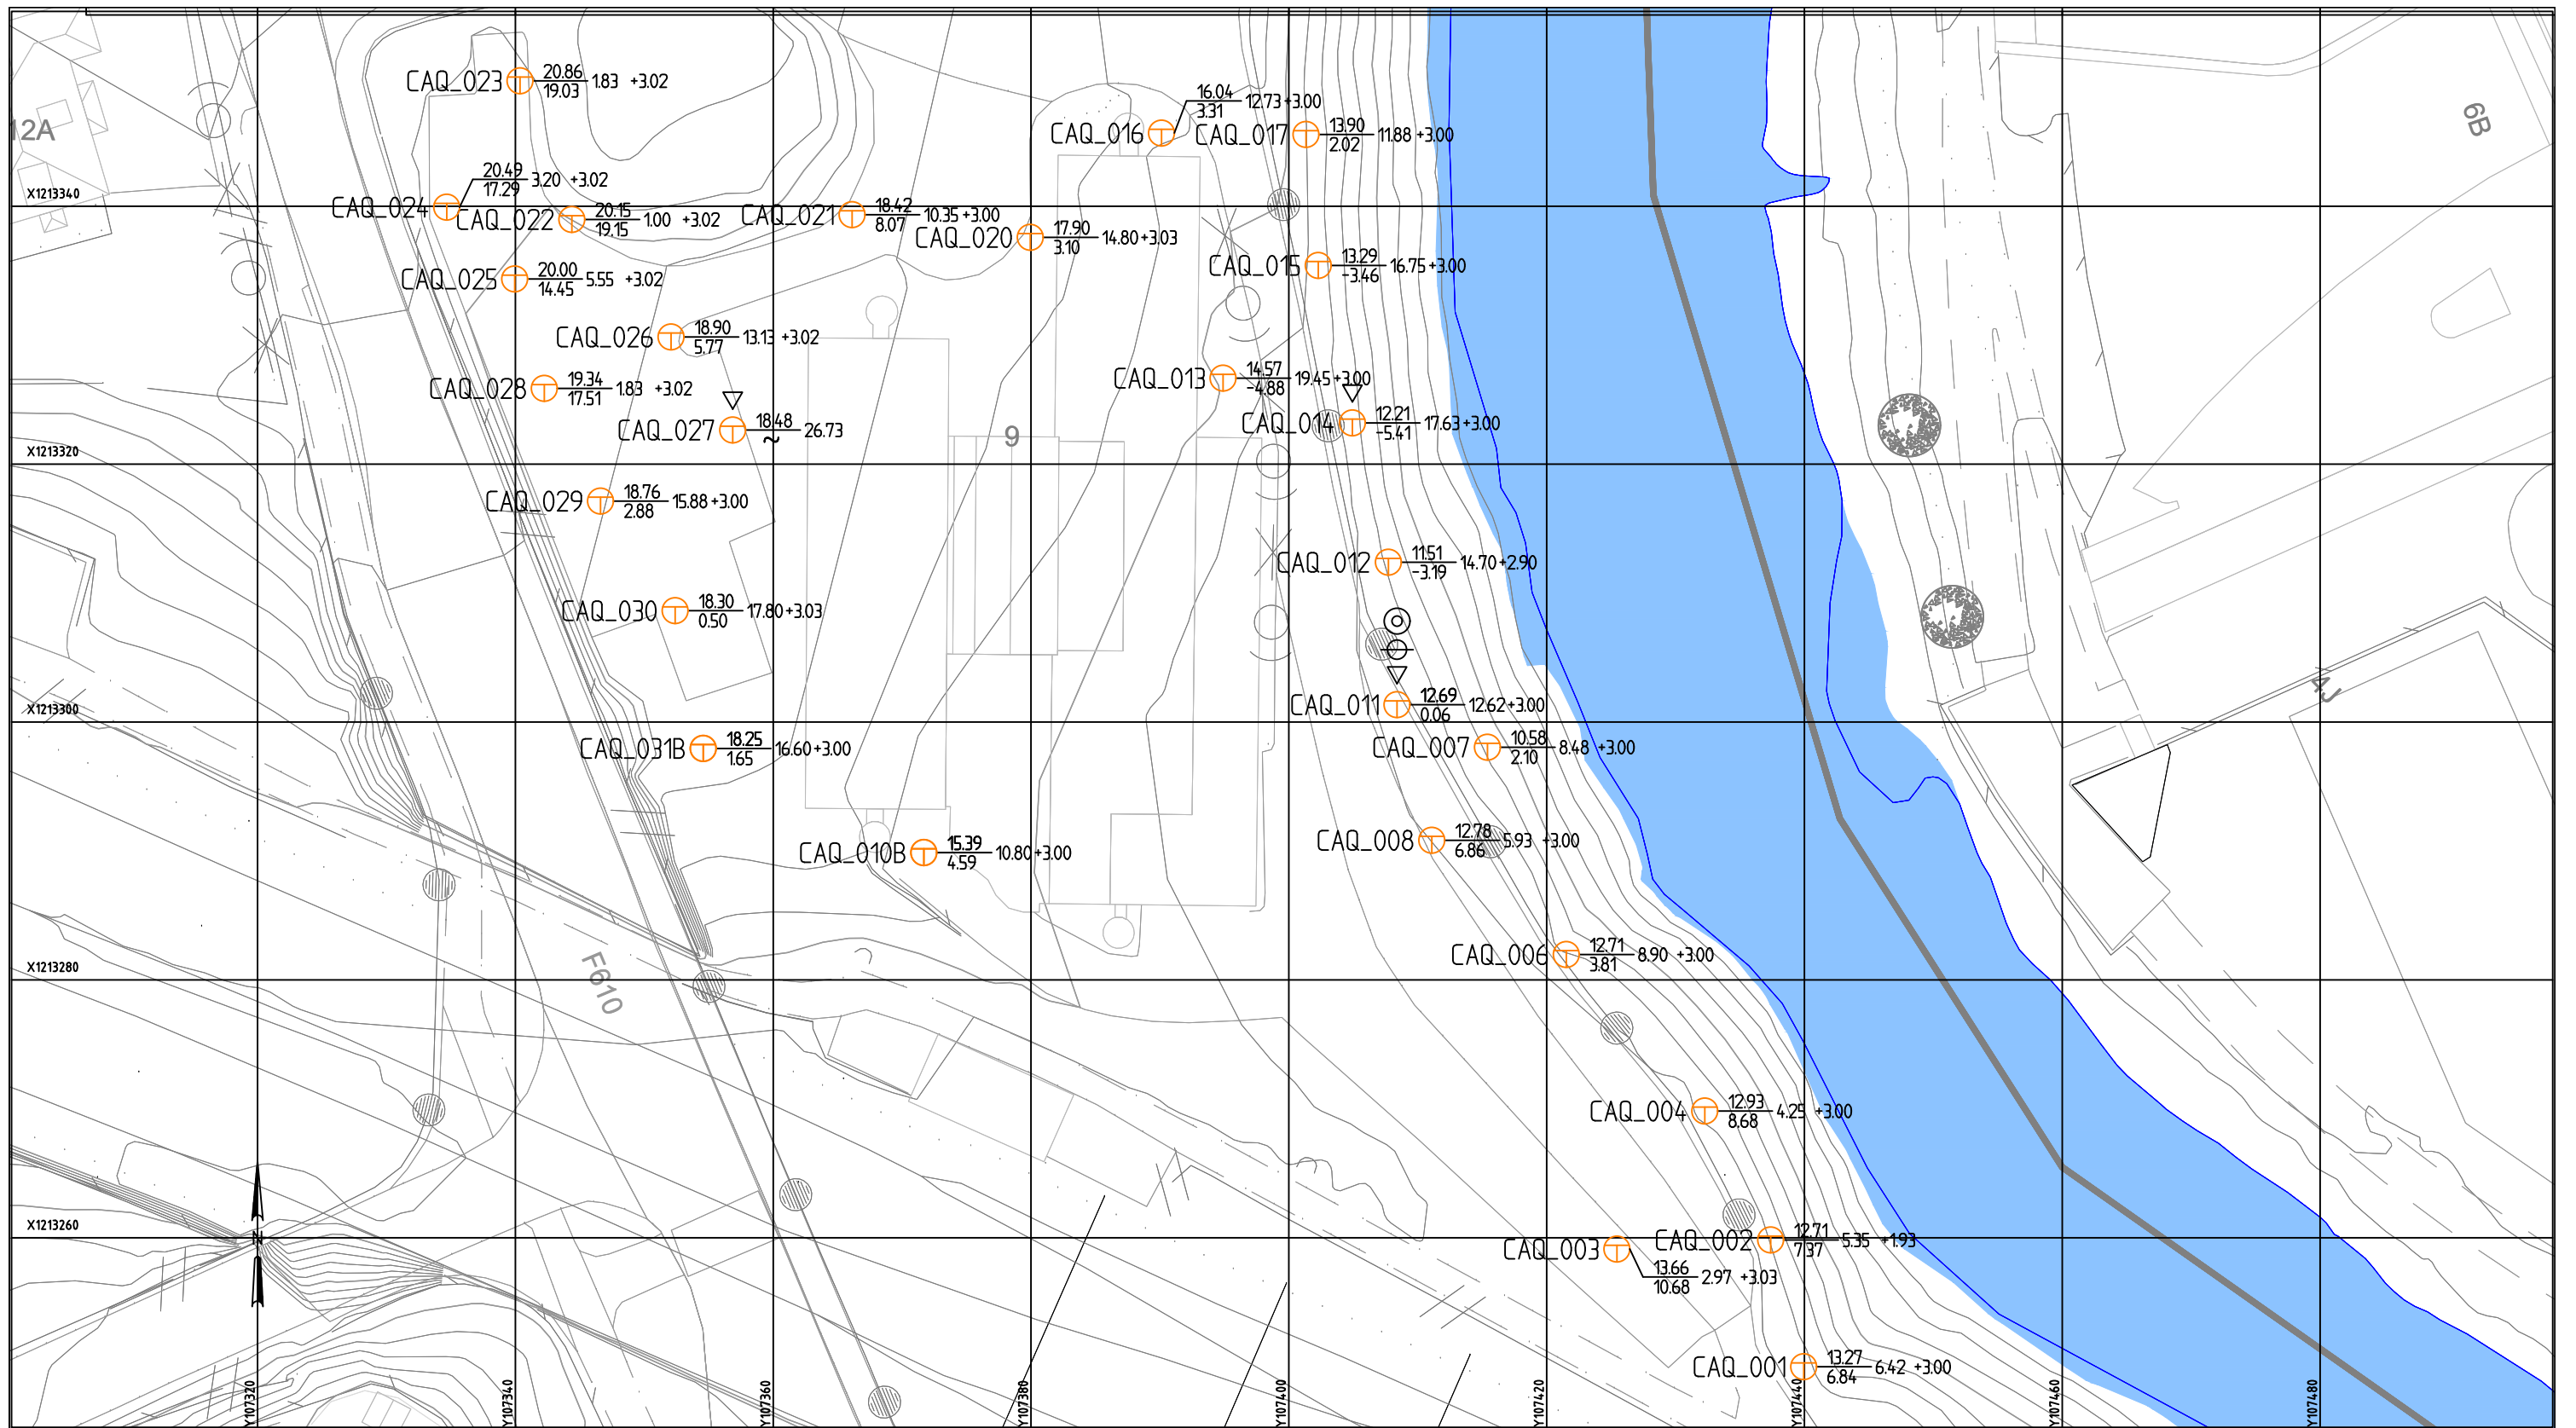 CAQ_023 20.86 1.83 +3.02
19.03
12A
6B
CAQ_016 16.04 12.73 +3.00
3.31
CAQ_017 13.90 11.88 +3.00
2.02
X1213340
CAQ_024 20.49 3.20 +3.02
17.29
CAQ_022 20.15 1.00 +3.02
19.15
CAQ_021 18.42 10.35 +3.00
8.07
CAQ_020 17.90 14.80 +3.03
3.10
CAQ_015 13.29 16.75 +3.00
-3.46
CAQ_025 20.00 5.55 +3.02
14.45
CAQ_026 18.90 13.13 +3.02
5.77
CAQ_028 19.34 1.83 +3.02
17.51
CAQ_013 14.57 19.45 +3.00
-4.88
CAQ_027 18.48 26.73
~
9
CAQ_014 12.21 17.63 +3.00
-5.41
X1213320
CAQ_029 18.76 15.88 +3.00
2.88
CAQ_012 11.51 14.70 +2.90
-3.19
CAQ_030 18.30 17.80 +3.03
0.50
4J
X1213300
CAQ_011 12.69 12.62 +3.00
0.06
CAQ_031B 18.25 16.60 +3.00
1.65
CAQ_007 10.58 8.48 +3.00
2.10
CAQ_010B 15.39 10.80 +3.00
4.59
CAQ_008 12.78 5.93 +3.00
6.86
CAQ_006 12.71 8.90 +3.00
3.81
X1213280
F610
CAQ_004 12.93 4.25 +3.00
8.68
X1213260
N
CAQ_003 13.66 2.97 +3.03
10.68
CAQ_002 12.71 5.35 +1.93
7.37
CAQ_001 13.27 6.42 +3.00
6.84
Y107320
Y107340
Y107360
Y107380
Y107400
Y107420
Y107440
Y107460
Y107480